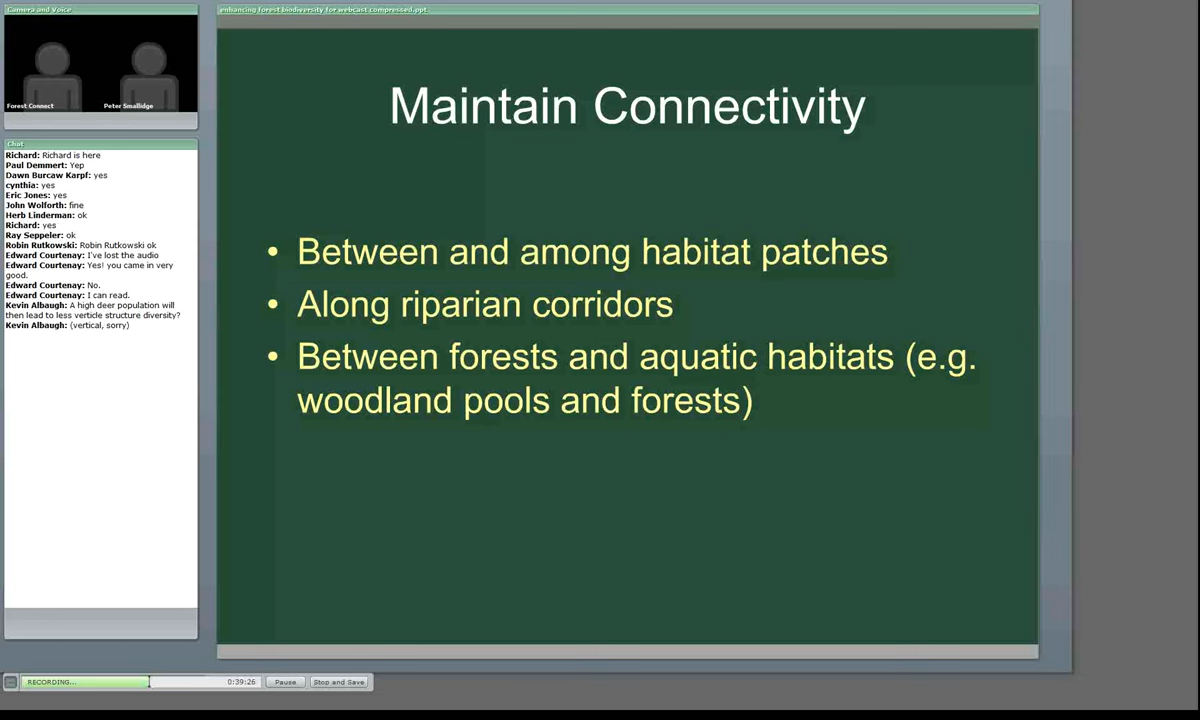 Camera and Voice
Forest Connect
Peter Smallidge
Chat
Richard: Richard is here
Paul Demmert: Yep
Dawn Burcaw Karpf: yes
cynthia: yes
Eric Jones: yes
John Wolforth: fine
Herb Linderman: ok
Richard: yes
Ray Seppeler: ok
Robin Rutkowski: Robin Rutkowski ok
Edward Courtenay: I've lost the audio
Edward Courtenay: Yes! you came in very
good.
Edward Courtenay: No.
Edward Courtenay: I can read.
Kevin Albaugh: A high deer population will
then lead to less verticle structure diversity?
Kevin Albaugh: (vertical, sorry)
enhancing forest biodiversity for webcast compressed.ppt
Maintain Connectivity
• Between and among habitat patches
• Along riparian corridors
• Between forests and aquatic habitats (e.g.
woodland pools and forests)
RECORDING...
0:39:26
Pause
Stop and Save